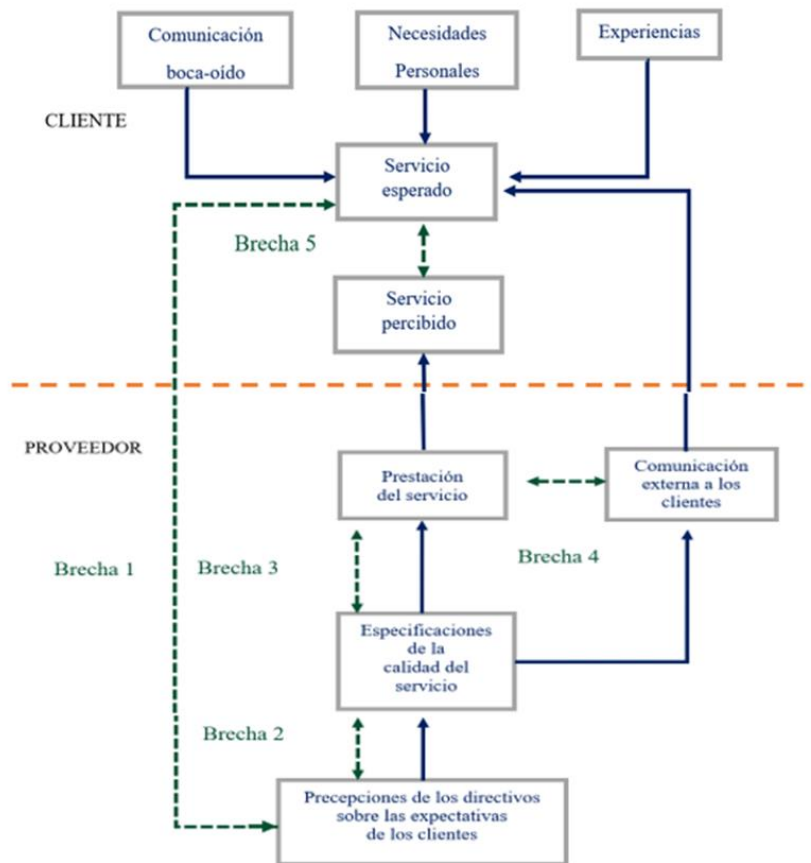 Comunicación
boca-oído
Necesidades
Personales
Experiencias
CLIENTE
Servicio
esperado
Brecha 5
Servicio
percibido
PROVEEDOR
Prestación
del servicio
Comunicación
externa a los
clientes
Brecha 1
Brecha 3
Brecha 4
Especificaciones
de la
calidad del
servicio
Brecha 2
Precepciones de los directivos
sobre las expectativas
de los clientes